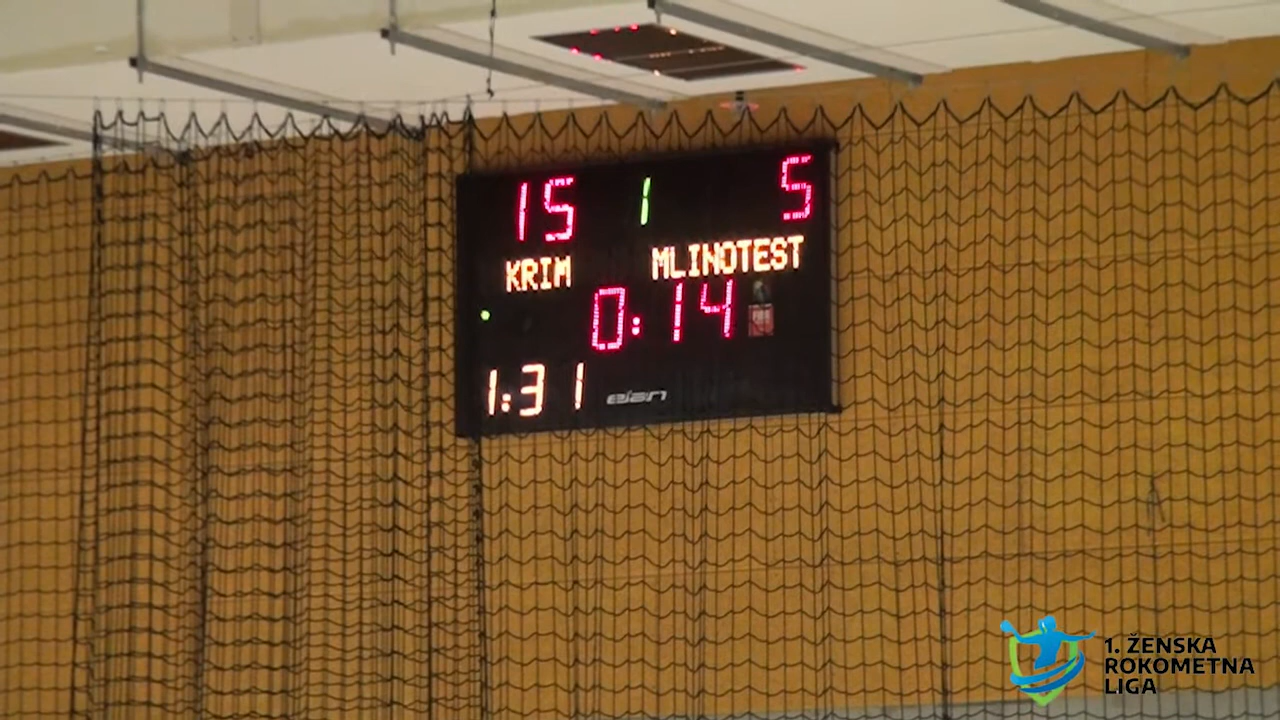 15 1 5
KRIM MLINOTEST
0:14
1:31 elan
1. ŽENSKA
ROKOMETNA
LIGA